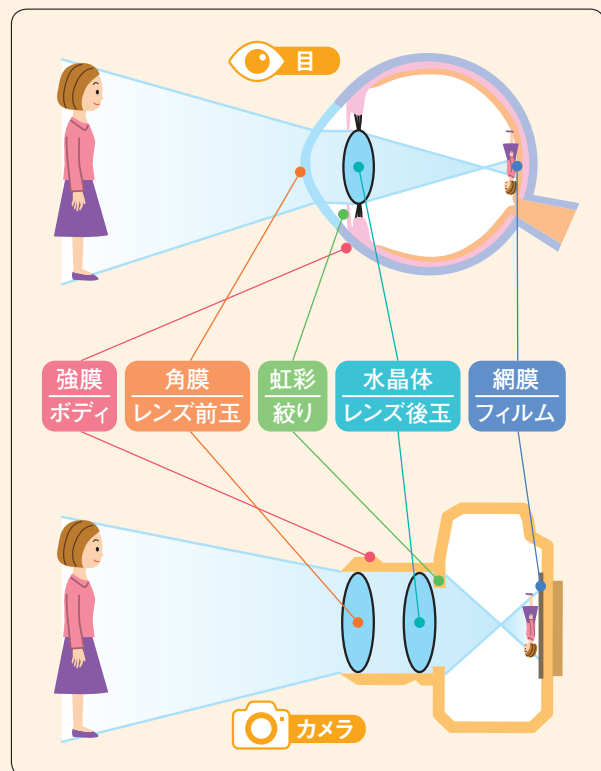 目
強膜
ボディ
角膜
レンズ前玉
虹彩
絞り
水晶体
レンズ後玉
網膜
フィルム
カメラ